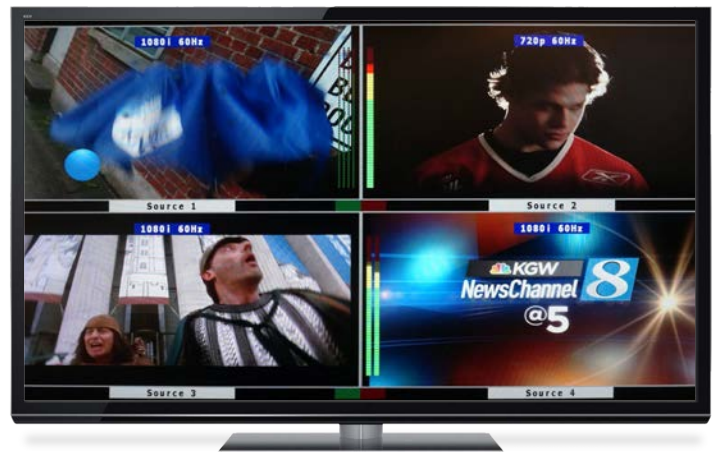 1080i 60Hz
Source 1
720p 60Hz
Source 2
1080i 60Hz
Source 3
1080i 60Hz
KGW
NewsChannel 8
@5
Source 4